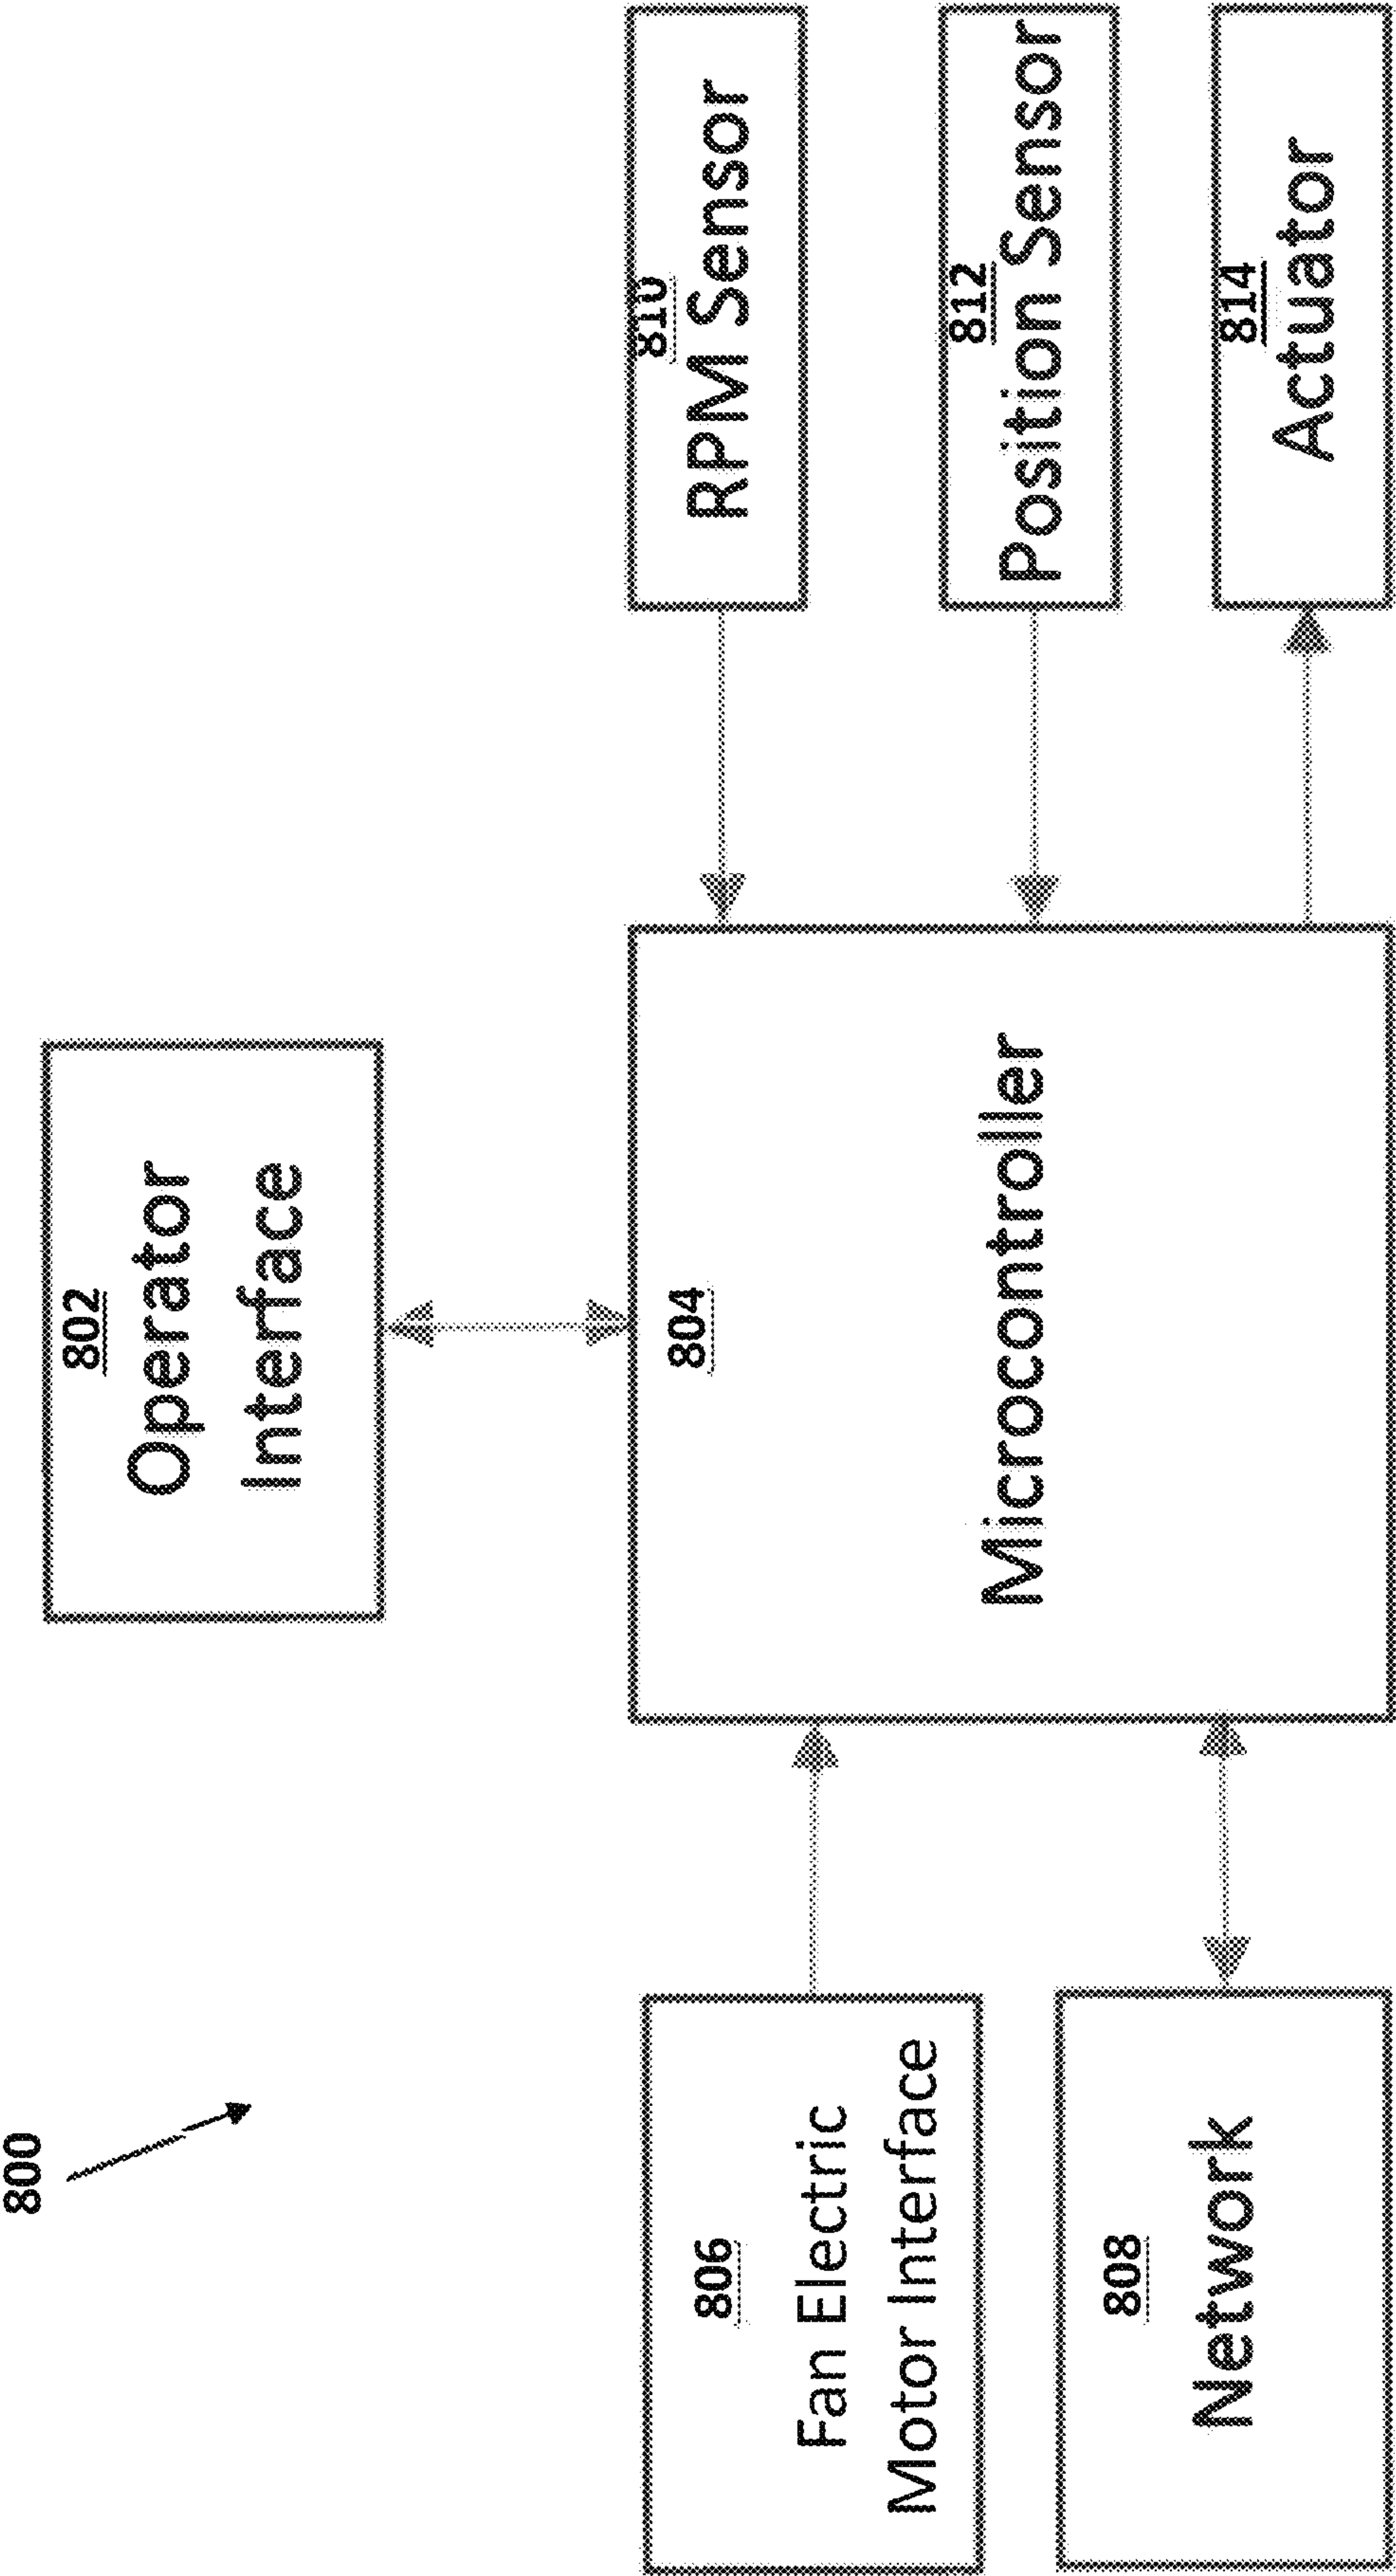 800
802
Operator
Interface
806
Fan Electric
Motor Interface
804
Microcontroller
810
RPM Sensor
808
Network
812
Position Sensor
814
Actuator